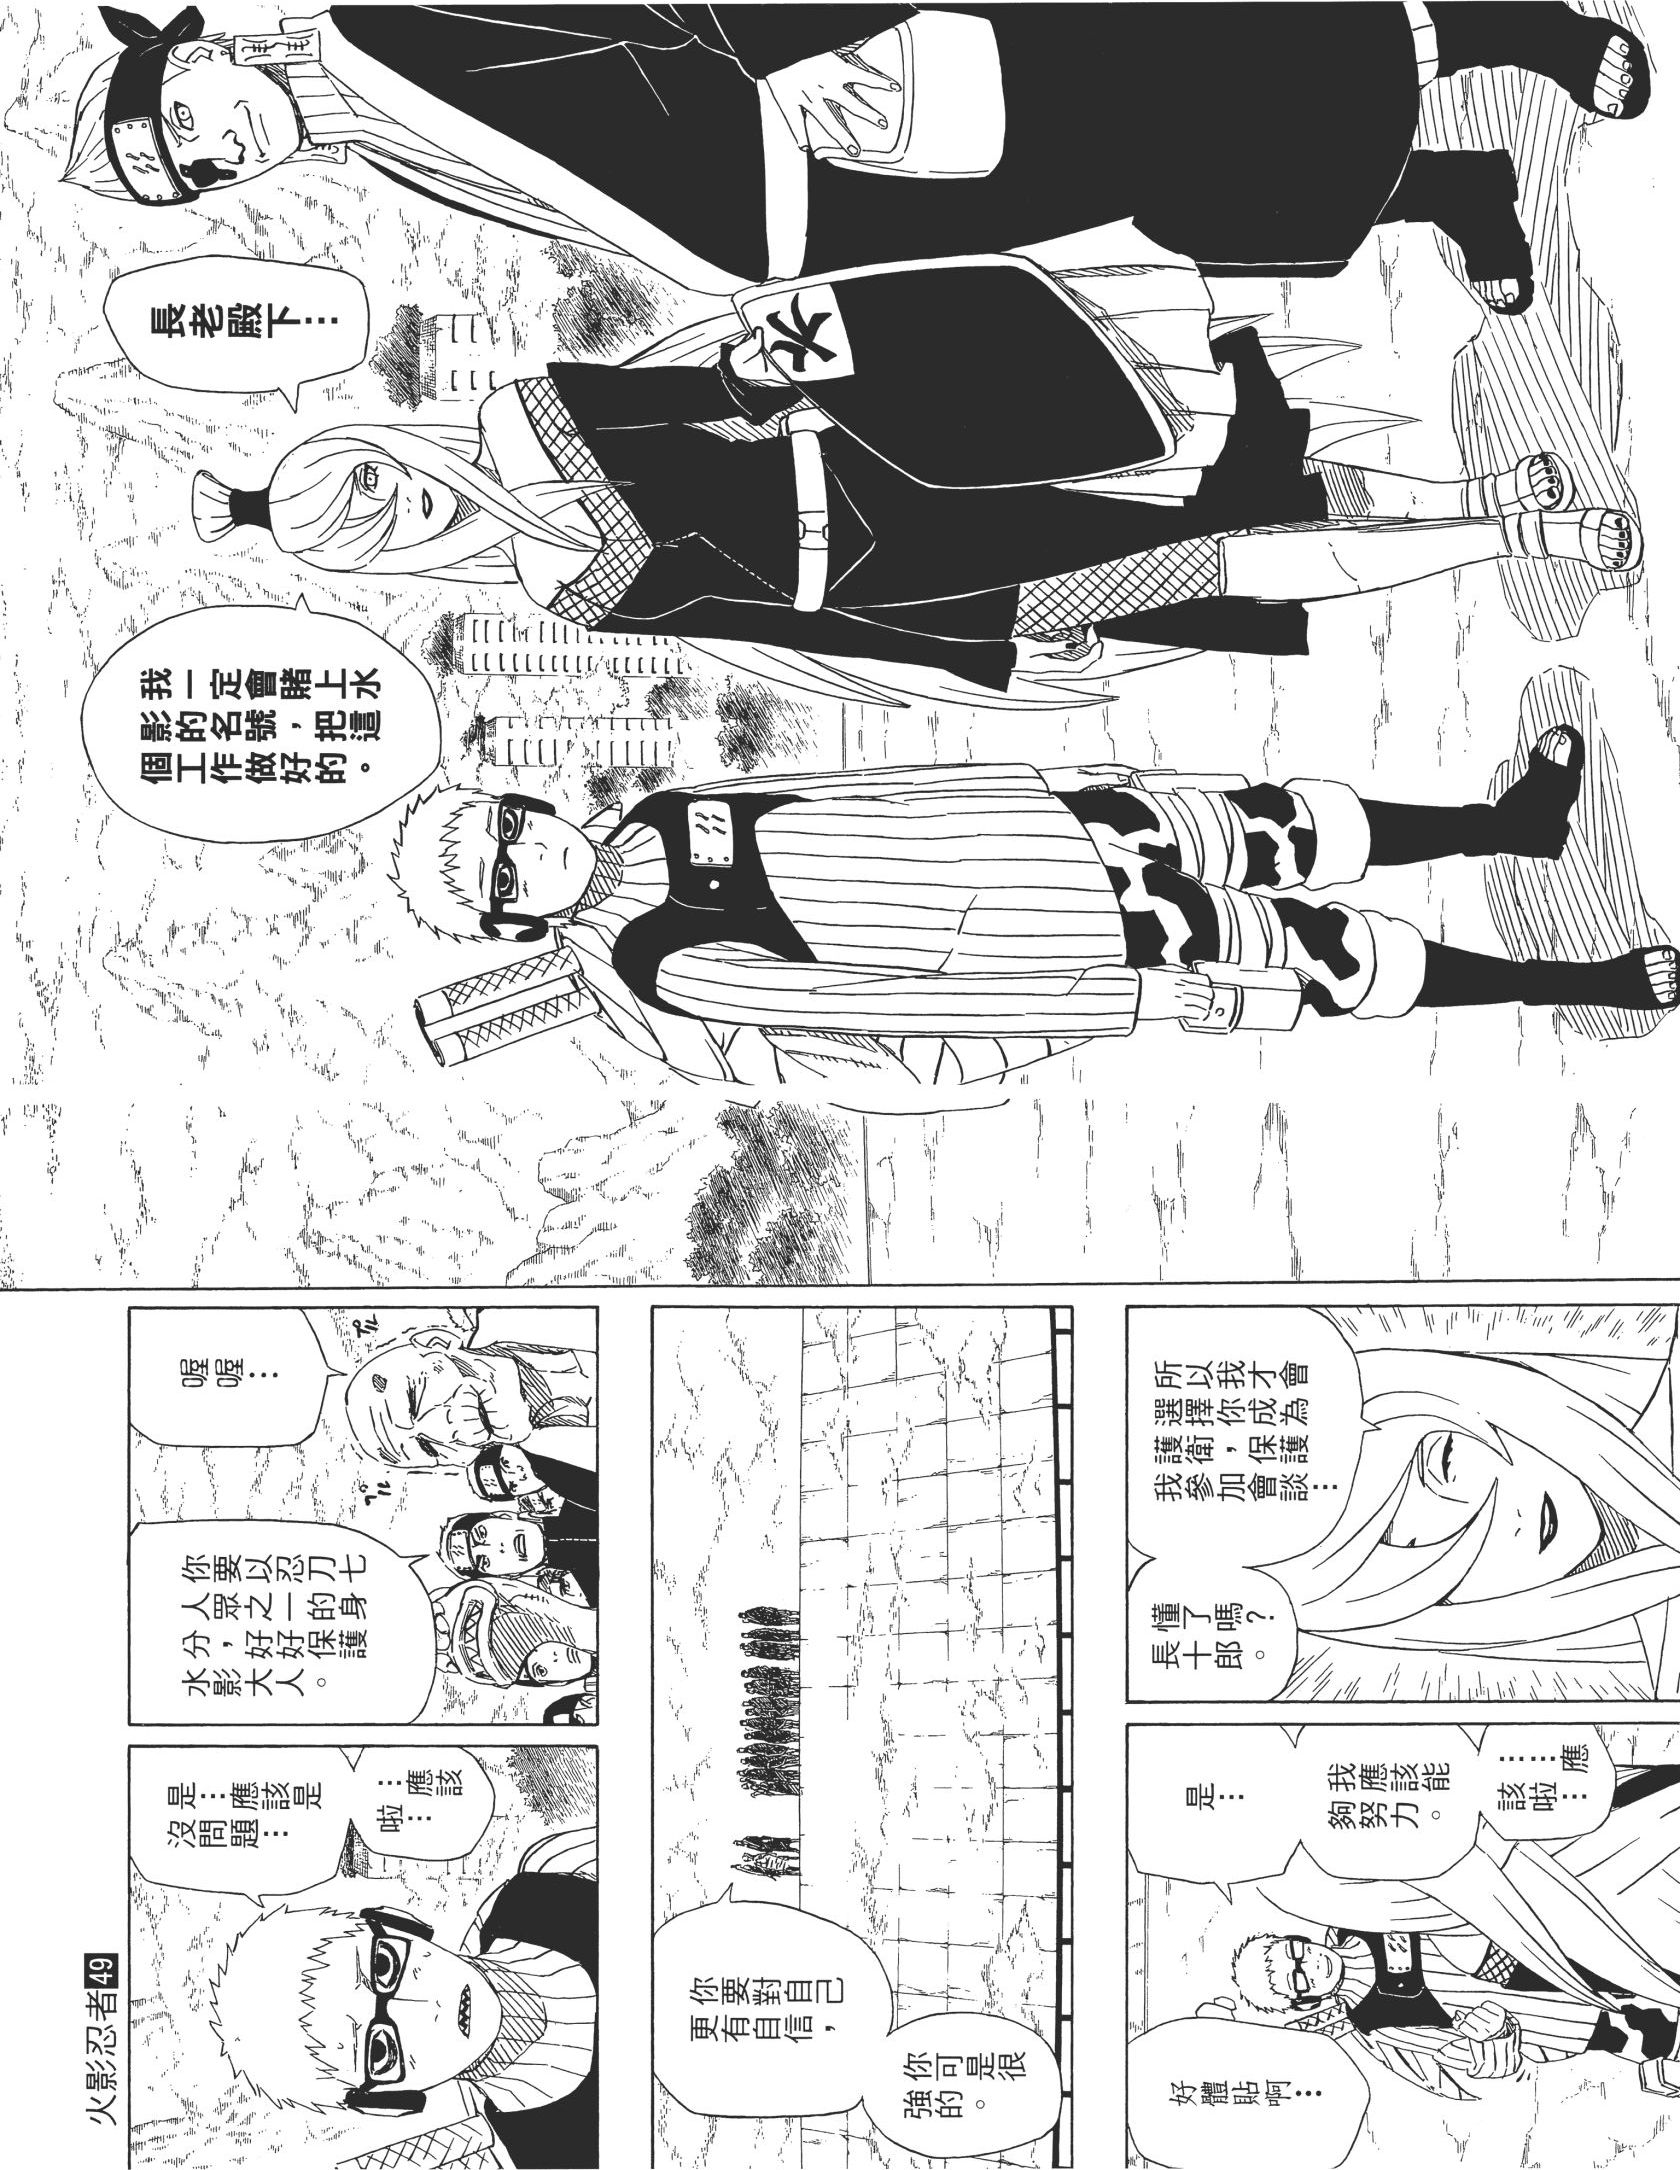 長老殿下…
我一定會賭上水
影的名號，把這
個工作做好的。
水
火影忍者49
喔喔…
プル
プル
你要以忍刀七
人眾之一的身
分，好好保護
水影大人。
是…應該是
沒問題…
…應該
啦…
你要對自己
更有自信，
你可是很
強的。
所以我才會
選擇你成為
護衛，保護
我參加會談…
懂了嗎?
長十郎。
是…
我應該能
夠努力。
……應
該啦…
好體貼啊…